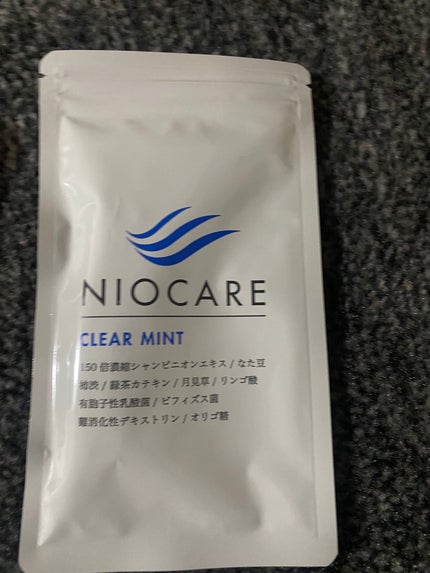 NIOCARE
CLEAR MINT
150倍濃縮シャンピニオンエキス / なた豆
柿渋 / 緑茶カテキン / 月見草 / リンゴ酸
有胞子性乳酸菌 / ビフィズス菌
難消化性デキストリン / オリゴ糖